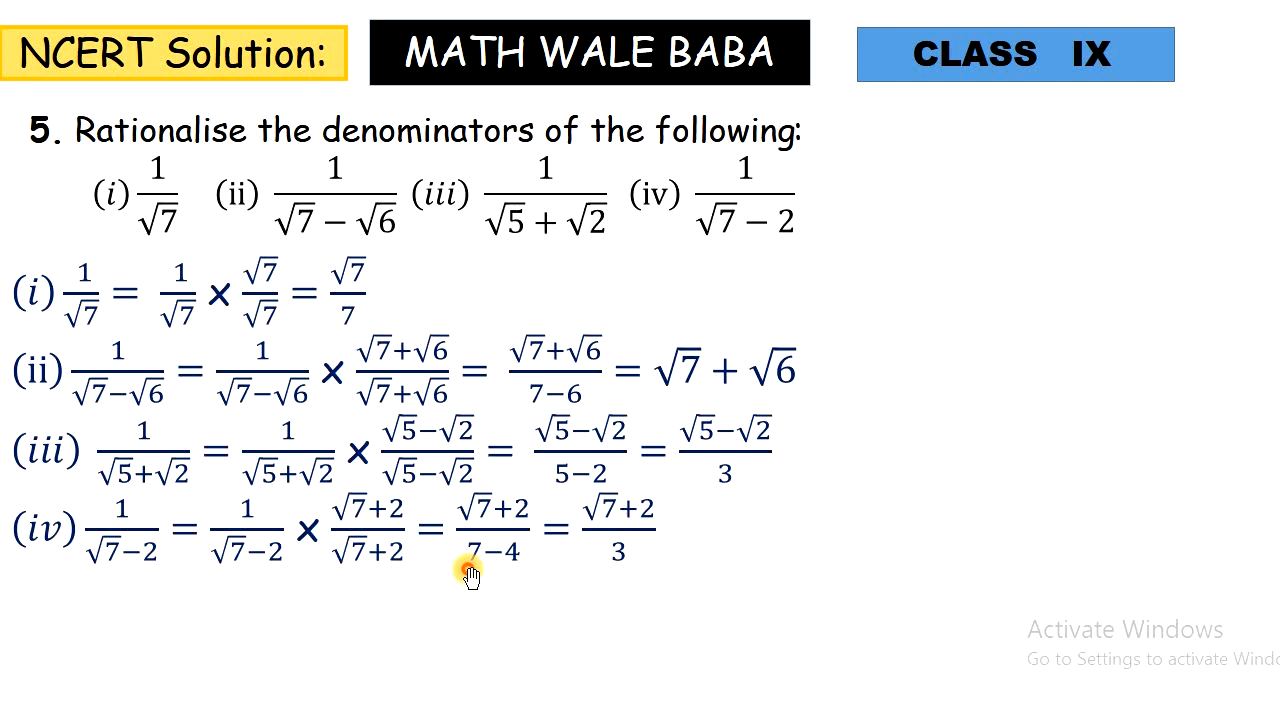 NCERT Solution:
MATH WALE BABA
CLASS IX
5. Rationalise the denominators of the following:
(i) 1/√7 (ii) 1/(√7 − √6) (iii) 1/(√5 + √2) (iv) 1/(√7 − 2)
(i) 1/√7 = 1/√7 × √7/√7 = √7/7
(ii) 1/(√7−√6) = 1/(√7−√6) × (√7+√6)/(√7+√6) = (√7+√6)/(7−6) = √7 + √6
(iii) 1/(√5+√2) = 1/(√5+√2) × (√5−√2)/(√5−√2) = (√5−√2)/(5−2) = (√5−√2)/3
(iv) 1/(√7−2) = 1/(√7−2) × (√7+2)/(√7+2) = (√7+2)/(7−4) = (√7+2)/3
Activate Windows
Go to Settings to activate Windo